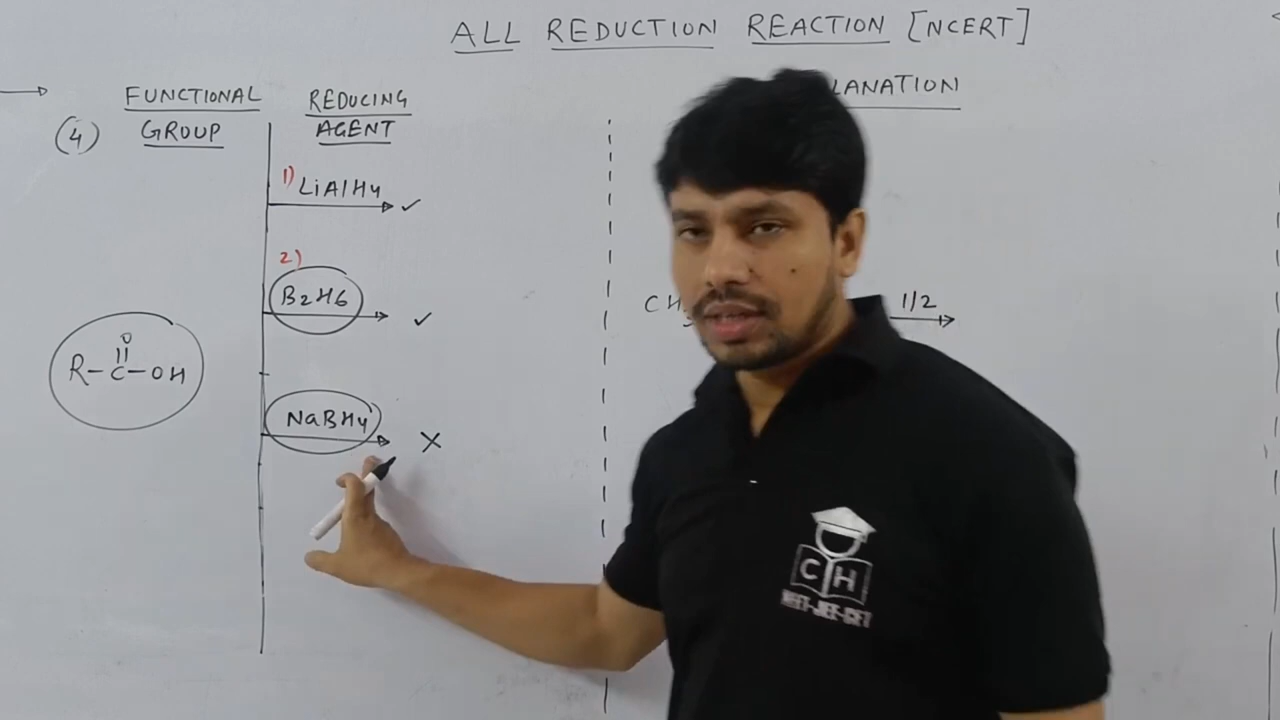 ALL REDUCTION REACTION [NCERT]
FUNCTIONAL GROUP
REDUCING AGENT
LANATION
(4)
1) LiAlH4 ✓
2) B2H6 ✓
NaBH4 X
O
||
R-C-OH
CH3
1/2
CH
NEET-JEE-CET